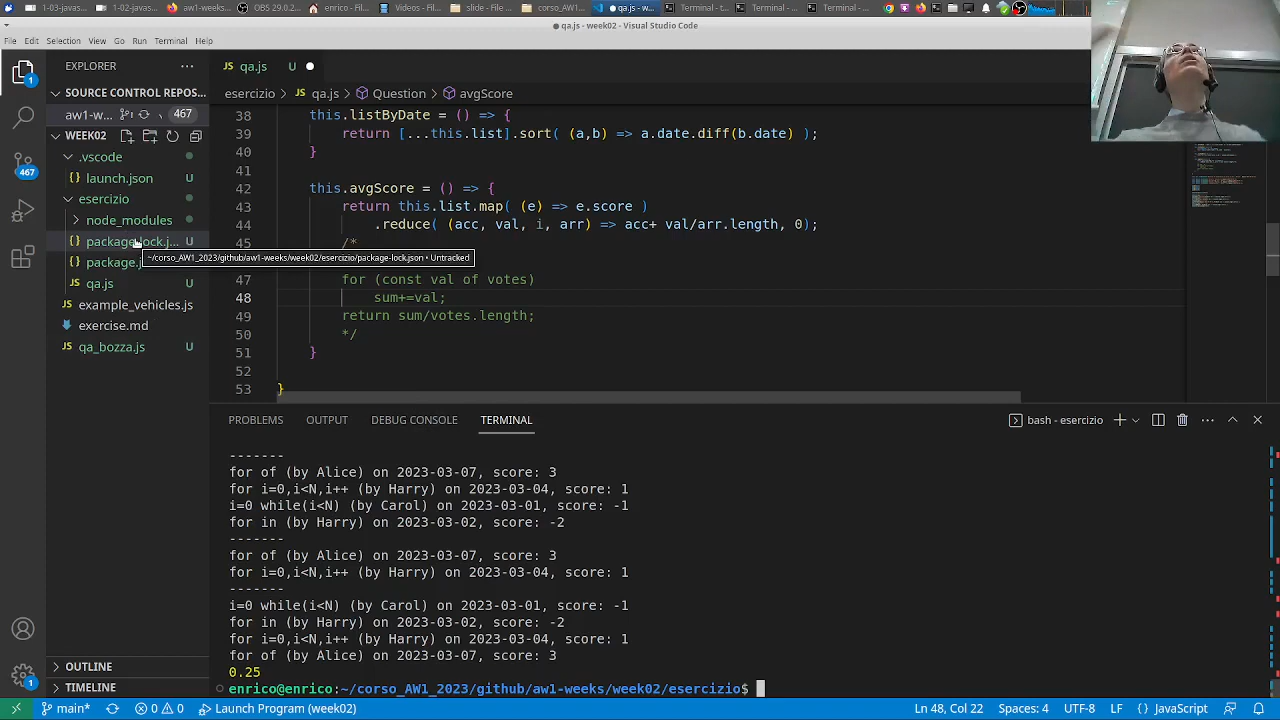 1-03-javas...
1-02-javas...
aw1-week0...
OBS 29.0.2...
home - enri...
Recordings ...
slide - File ...
corso_AW1...
qa.js - wee...
Terminal - t...
Terminal - t...
Terminal - t...
qa.js - week02 - Visual Studio Code
File Edit Selection View Go Run Terminal Help
EXPLORER
qa.js U
SOURCE CONTROL REPOS...
esercizio > qa.js > Question > avgScore
aw1-w... 467
WEEK02
.vscode
launch.json U
esercizio
node_modules
package-lock.j... U
package.j
qa.js U
example_vehicles.js
exercise.md
qa_bozza.js U
OUTLINE
TIMELINE
467
1
1
38 this.listByDate = () => {
39 return [...this.list].sort( (a,b) => a.date.diff(b.date) );
40 }
41
42 this.avgScore = () => {
43 return this.list.map( (e) => e.score )
44 .reduce( (acc, val, i, arr) => acc+ val/arr.length, 0);
45 /*
~/corso_AW1_2023/github/aw1-weeks/week02/esercizio/package-lock.json • Untracked
47 for (const val of votes)
48 sum+=val;
49 return sum/votes.length;
50 */
51 }
52
53 }
PROBLEMS OUTPUT DEBUG CONSOLE TERMINAL
bash - esercizio
-------
for of (by Alice) on 2023-03-07, score: 3
for i=0,i<N,i++ (by Harry) on 2023-03-04, score: 1
i=0 while(i<N) (by Carol) on 2023-03-01, score: -1
for in (by Harry) on 2023-03-02, score: -2
-------
for of (by Alice) on 2023-03-07, score: 3
for i=0,i<N,i++ (by Harry) on 2023-03-04, score: 1
-------
i=0 while(i<N) (by Carol) on 2023-03-01, score: -1
for in (by Harry) on 2023-03-02, score: -2
for i=0,i<N,i++ (by Harry) on 2023-03-04, score: 1
for of (by Alice) on 2023-03-07, score: 3
0.25
enrico@enrico:~/corso_AW1_2023/github/aw1-weeks/week02/esercizio$
main* 0 0 Launch Program (week02)
Ln 48, Col 22 Spaces: 4 UTF-8 LF {} JavaScript